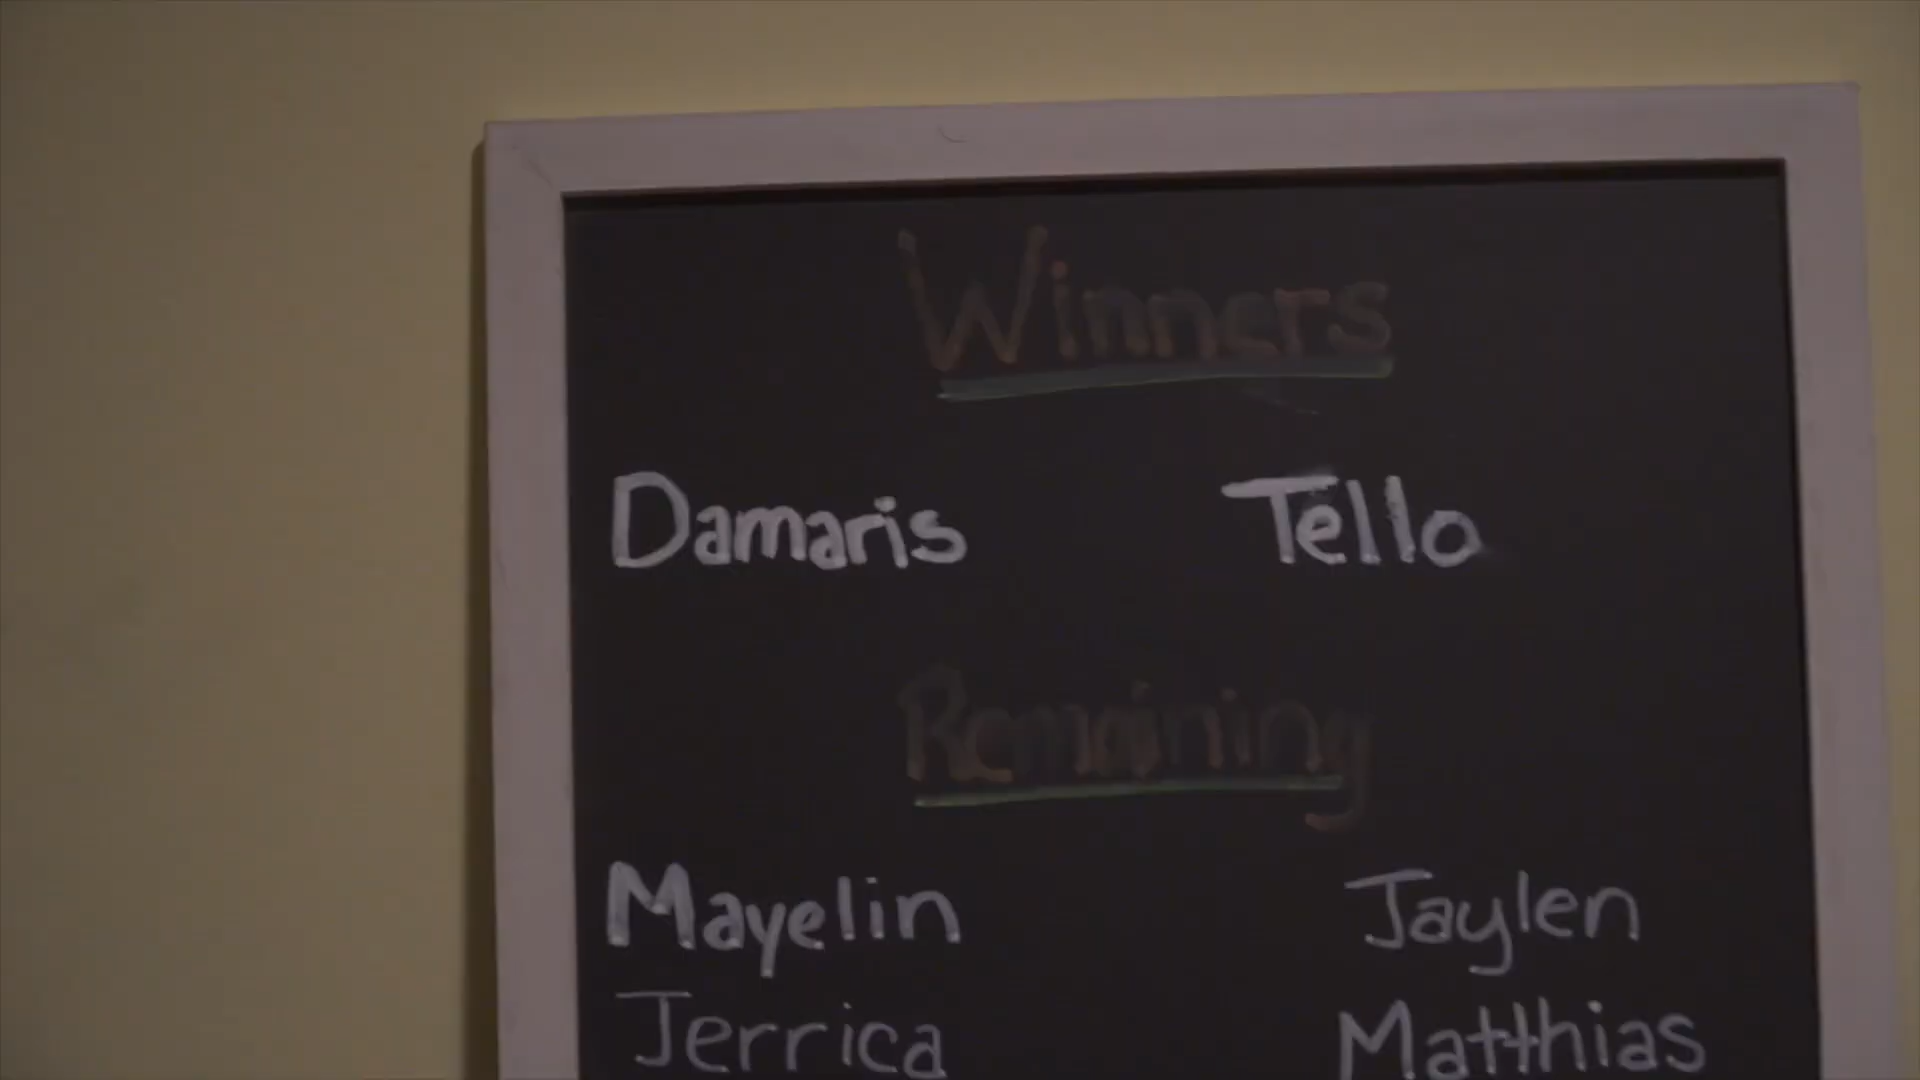 Winners
Damaris Tello
Remaining
Mayelin Jaylen
Jerrica Matthias